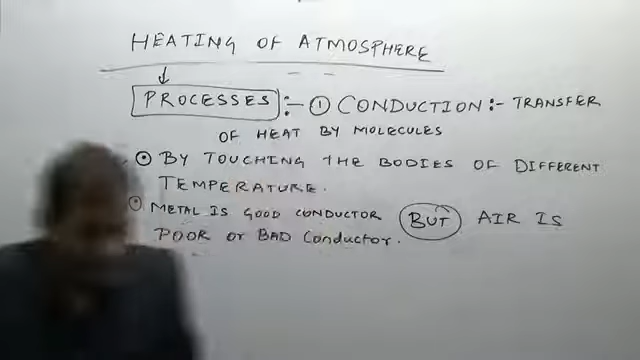 HEATING OF ATMOSPHERE
PROCESSES :- ① CONDUCTION :- TRANSFER
OF HEAT BY MOLECULES
BY TOUCHING THE BODIES OF DIFFERENT
TEMPERATURE.
METAL IS GOOD CONDUCTOR BUT AIR IS
POOR or BAD Conductor.